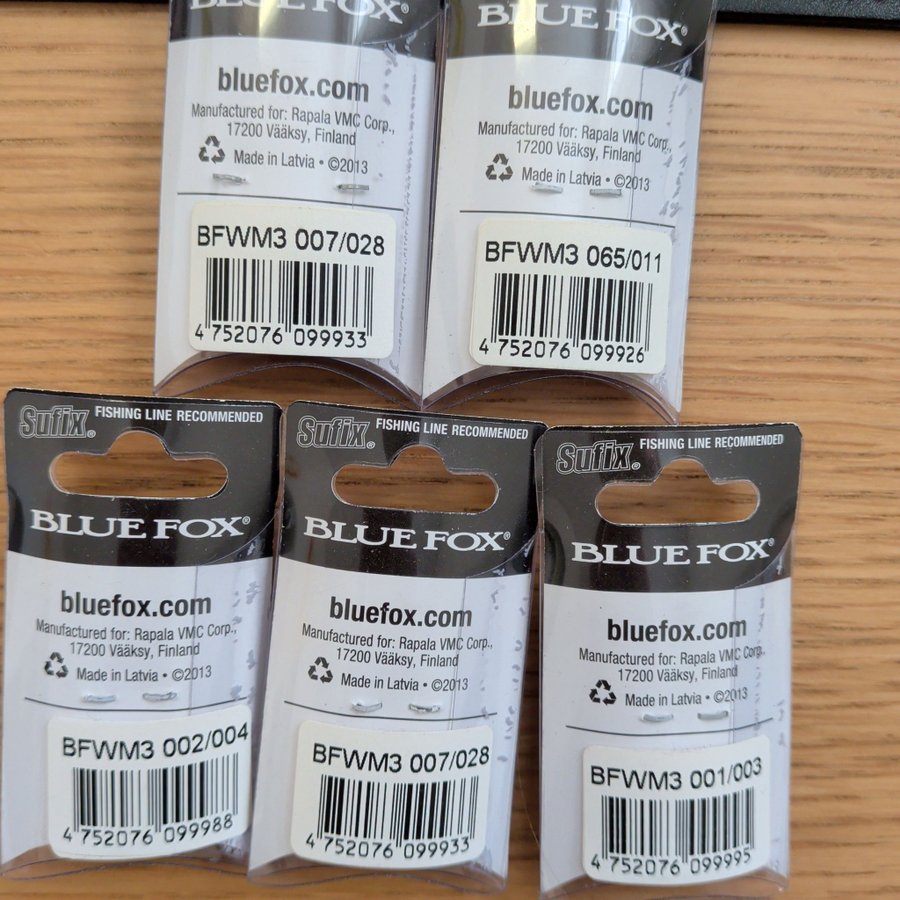 BLUE FOX
bluefox.com
Manufactured for: Rapala VMC Corp.,
17200 Vääksy, Finland
Made in Latvia • ©2013
BFWM3 007/028
4 752076 099933
BLUE FOX®
bluefox.com
Manufactured for: Rapala VMC Corp.,
17200 Vääksy, Finland
Made in Latvia • ©2013
BFWM3 065/011
4 752076 099926
Sufix® FISHING LINE RECOMMENDED
BLUE FOX®
bluefox.com
Manufactured for: Rapala VMC Corp.,
17200 Vääksy, Finland
Made in Latvia • ©2013
BFWM3 002/004
4 752076 099988
Sufix® FISHING LINE RECOMMENDED
BLUE FOX®
bluefox.com
Manufactured for: Rapala VMC Corp.,
17200 Vääksy, Finland
Made in Latvia • ©2013
BFWM3 007/028
4 752076 099933
Sufix® FISHING LINE RECOMMENDED
BLUE FOX®
bluefox.com
Manufactured for: Rapala VMC Corp.,
17200 Vääksy, Finland
Made in Latvia • ©2013
BFWM3 001/003
4 752076 099995